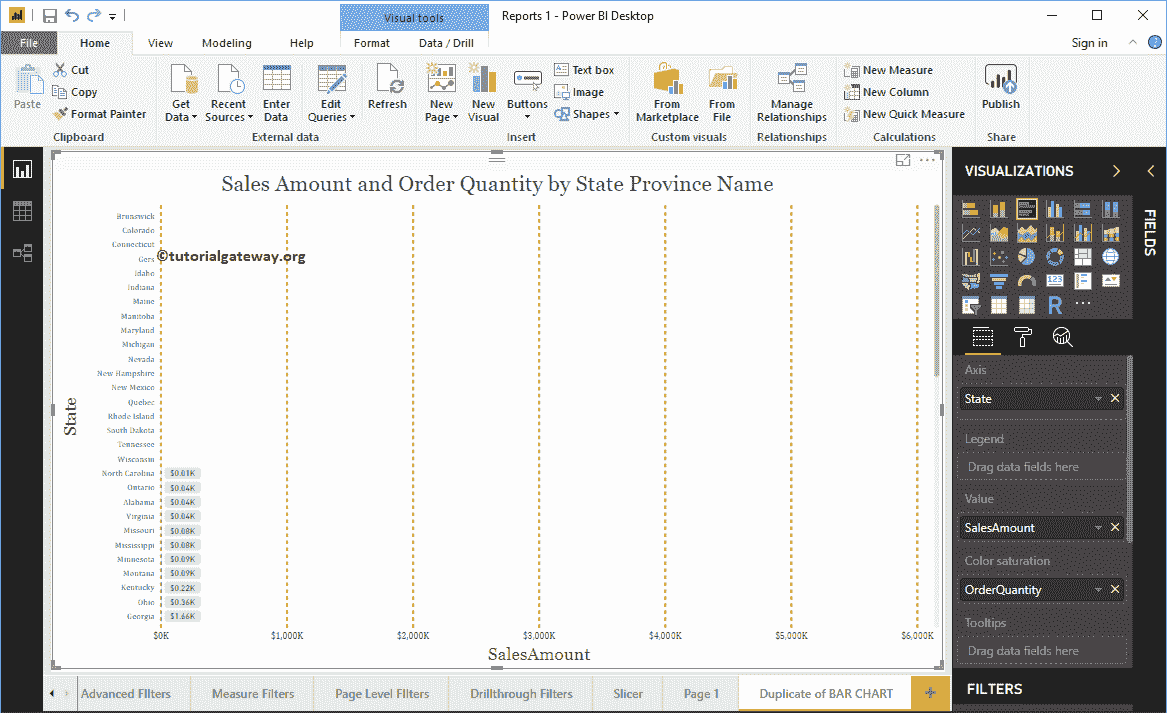 Visual tools
Reports 1 - Power BI Desktop
File Home View Modeling Help Format Data / Drill Sign in
Paste
Cut
Copy
Format Painter
Clipboard
Get Data
Recent Sources
Enter Data
Edit Queries
External data
Refresh
New Page
New Visual
Buttons
Text box
Image
Shapes
Insert
From Marketplace
From File
Custom visuals
Manage Relationships
Relationships
New Measure
New Column
New Quick Measure
Calculations
Publish
Share
Sales Amount and Order Quantity by State Province Name
©tutorialgateway.org
State
Brunswick
Colorado
Connecticut
Gers
Idaho
Indiana
Maine
Manitoba
Maryland
Michigan
Nevada
New Hampshire
New Mexico
Quebec
Rhode Island
South Dakota
Tennessee
Wisconsin
North Carolina $0.01K
Ontario $0.04K
Alabama $0.04K
Virginia $0.04K
Missouri $0.08K
Mississippi $0.08K
Minnesota $0.09K
Montana $0.09K
Kentucky $0.22K
Ohio $0.36K
Georgia $1.66K
$0K $1,000K $2,000K $3,000K $4,000K $5,000K $6,000K
SalesAmount
VISUALIZATIONS
FIELDS
123
R
Axis
State
Legend
Drag data fields here
Value
SalesAmount
Color saturation
OrderQuantity
Tooltips
Drag data fields here
FILTERS
Advanced FIlters Measure Filters Page Level FIlters Drillthrough Filters Slicer Page 1 Duplicate of BAR CHART